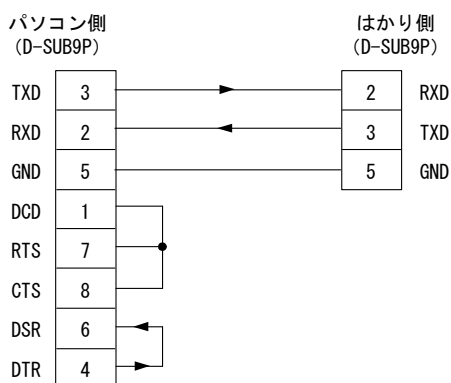 パソコン側 はかり側
(D-SUB9P) (D-SUB9P)
TXD 3 2 RXD
RXD 2 3 TXD
GND 5 5 GND
DCD 1
RTS 7
CTS 8
DSR 6
DTR 4